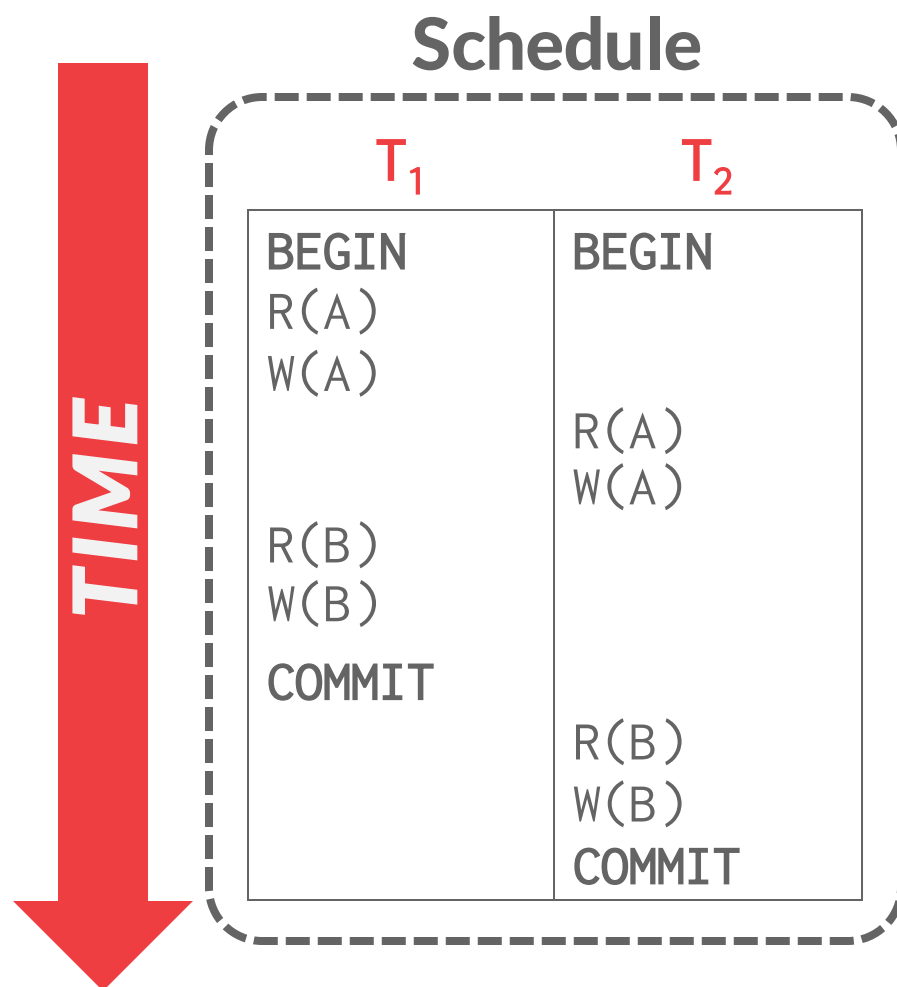 Schedule
TIME
T₁ T₂
BEGIN BEGIN
R(A)
W(A)
R(A)
W(A)
R(B)
W(B)
COMMIT
R(B)
W(B)
COMMIT